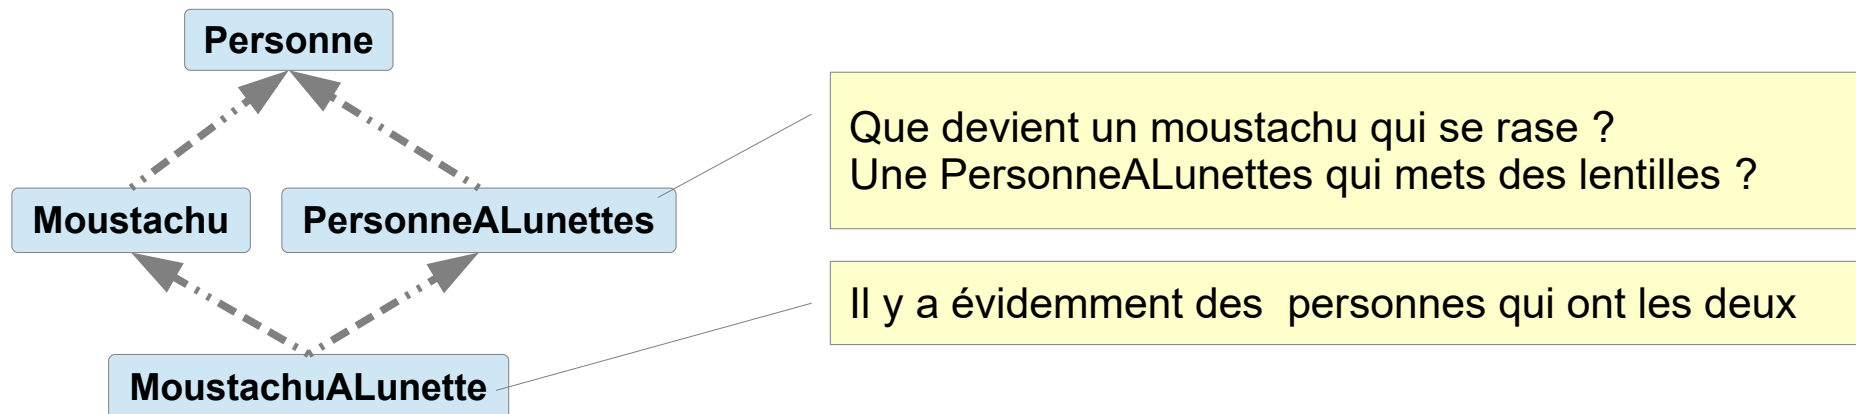 Personne
Moustachu
PersonneALunettes
MoustachuALunette
Que devient un moustachu qui se rase ?
Une PersonneALunettes qui mets des lentilles ?
Il y a évidemment des  personnes qui ont les deux